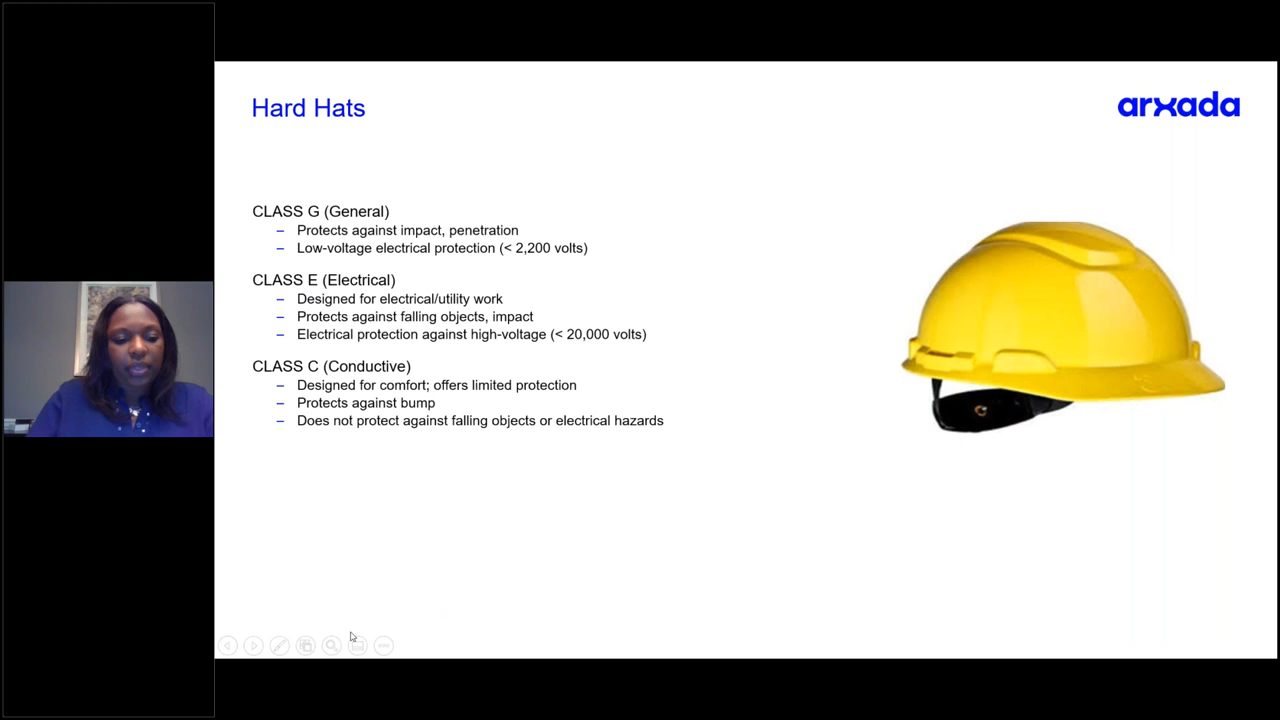 Hard Hats
arxada
CLASS G (General)
– Protects against impact, penetration
– Low-voltage electrical protection (< 2,200 volts)
CLASS E (Electrical)
– Designed for electrical/utility work
– Protects against falling objects, impact
– Electrical protection against high-voltage (< 20,000 volts)
CLASS C (Conductive)
– Designed for comfort; offers limited protection
– Protects against bump
– Does not protect against falling objects or electrical hazards